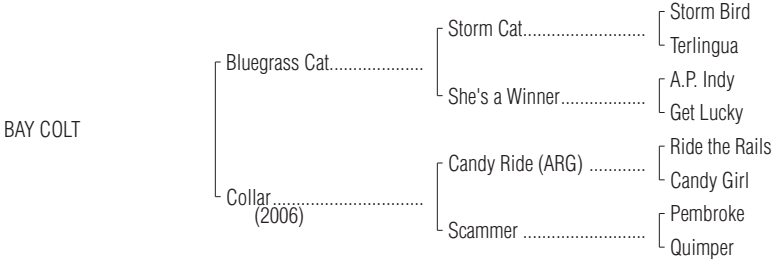 Storm Bird
Storm Cat.........................
Terlingua
Bluegrass Cat...................
A.P. Indy
She's a Winner.................
Get Lucky
BAY COLT
Ride the Rails
Candy Ride (ARG) ...........
Candy Girl
Collar...............................
(2006)
Pembroke
Scammer ........................
Quimper